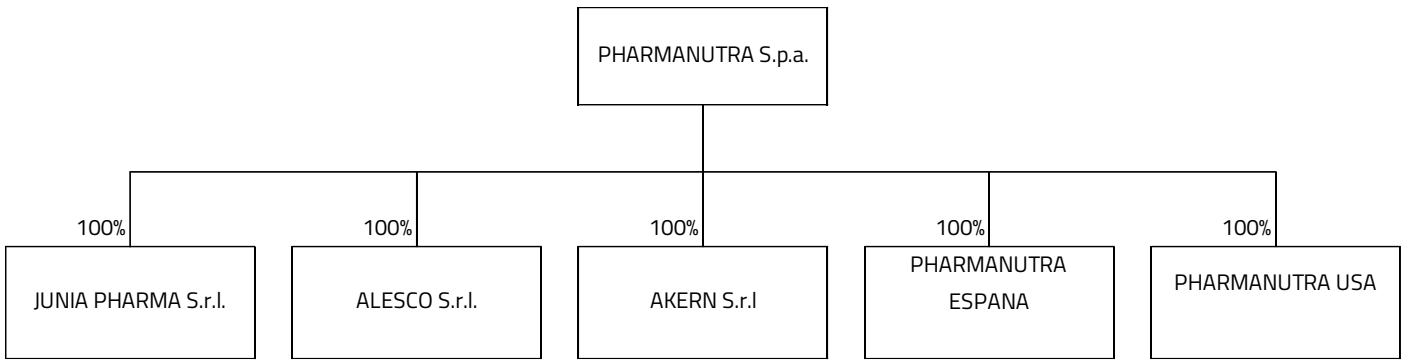 PHARMANUTRA S.p.a.
100%
100%
100%
100%
100%
JUNIA PHARMA S.r.l.
ALESCO S.r.l.
AKERN S.r.l
PHARMANUTRA
ESPANA
PHARMANUTRA USA